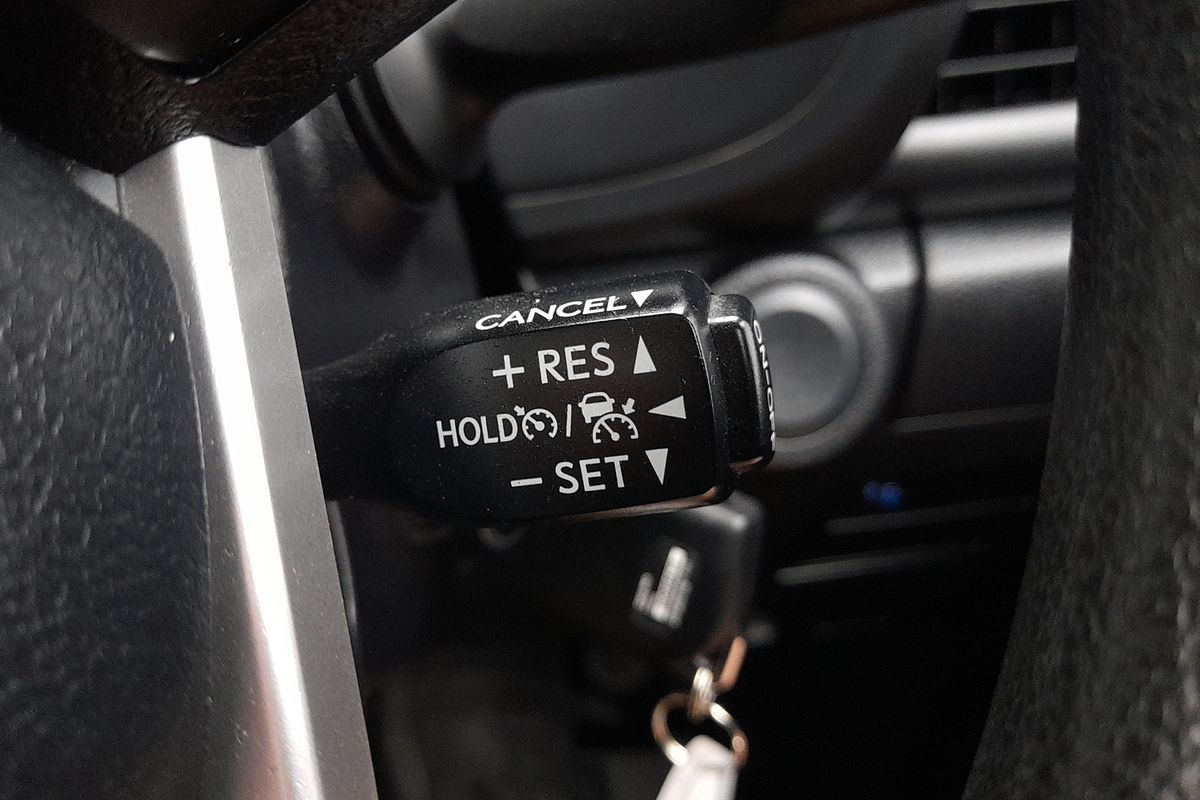 CANCEL
+ RES
HOLD /
– SET